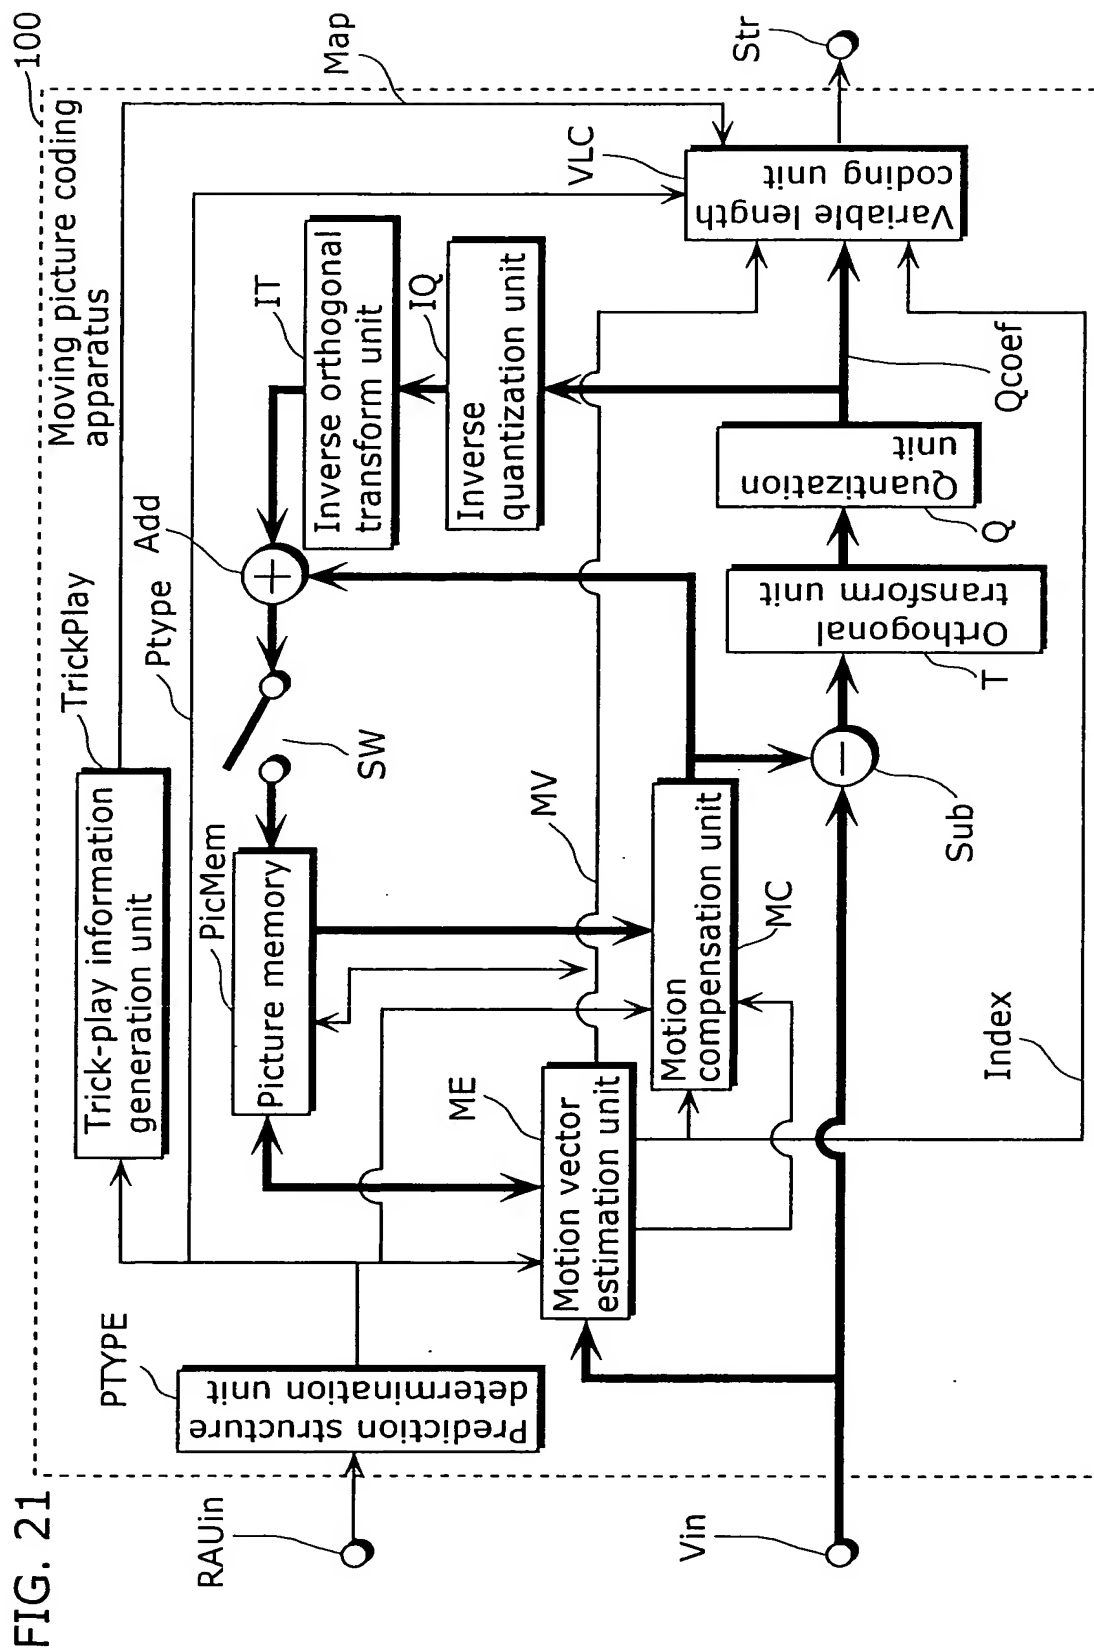 FIG. 21
100
Moving picture coding
apparatus
RAUin
PTYPE
Prediction structure
determination unit
Trick-play information
generation unit
TrickPlay
Ptype
Map
PicMem
Picture memory
SW
Add
Inverse orthogonal
transform unit
IT
Inverse
quantization unit
IQ
VLC
Variable length
coding unit
Str
ME
Motion vector
estimation unit
MV
Motion
compensation unit
MC
Vin
Sub
Orthogonal
transform unit
T
Quantization
unit
Q
Qcoef
Index